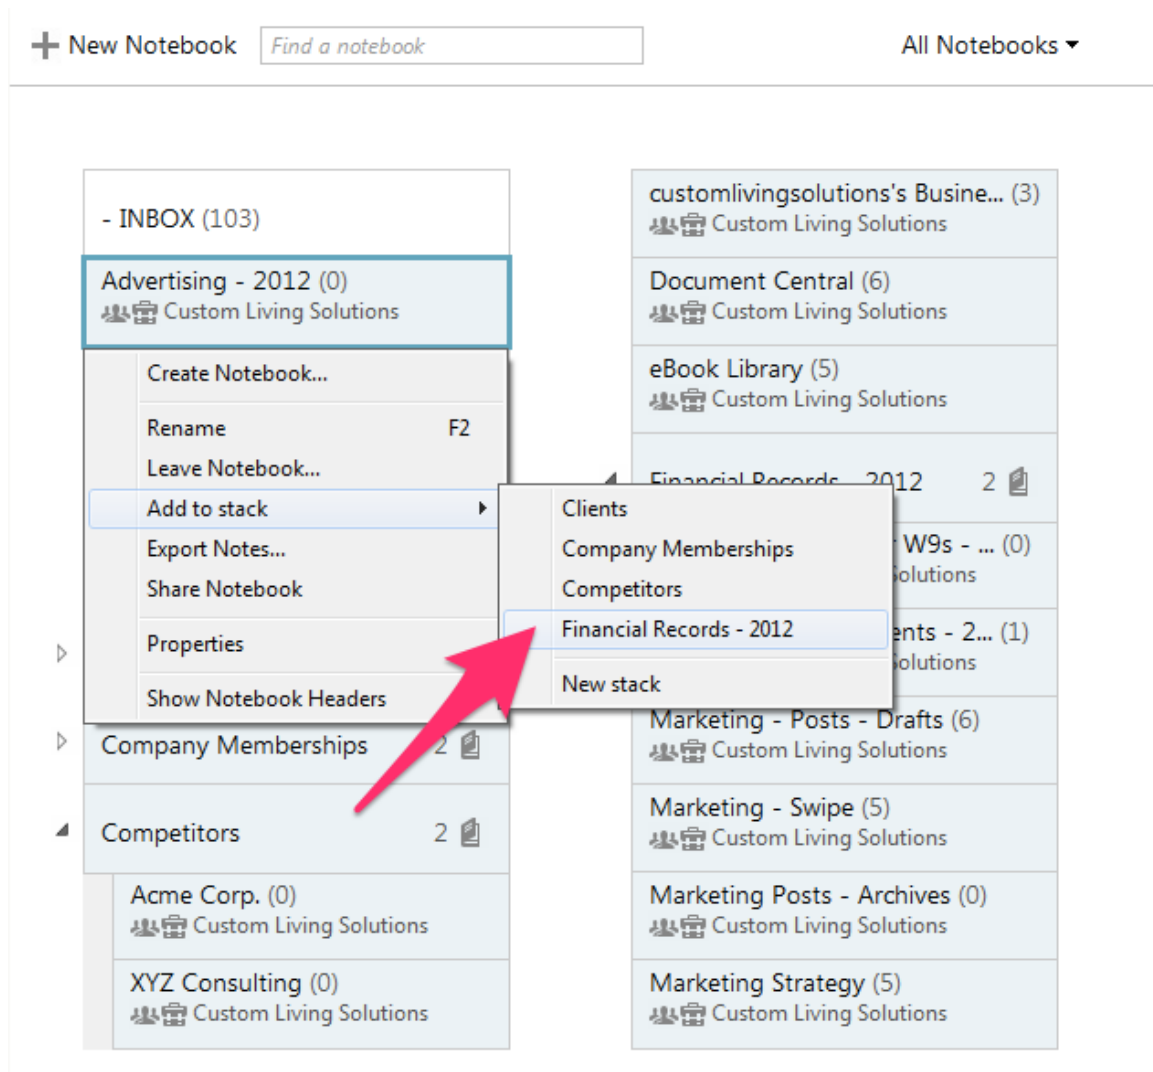 New Notebook
Find a notebook
All Notebooks
- INBOX (103)
Advertising - 2012 (0)
Custom Living Solutions
Create Notebook...
Rename F2
Leave Notebook...
Add to stack
Export Notes...
Share Notebook
Properties
Show Notebook Headers
Clients
Company Memberships
Competitors
Financial Records - 2012
New stack
Company Memberships 2
Competitors 2
Acme Corp. (0)
Custom Living Solutions
XYZ Consulting (0)
Custom Living Solutions
customlivingsolutions's Busine... (3)
Custom Living Solutions
Document Central (6)
Custom Living Solutions
eBook Library (5)
Custom Living Solutions
Financial Records - 2012 2
W9s - ... (0)
olutions
ents - 2... (1)
olutions
Marketing - Posts - Drafts (6)
Custom Living Solutions
Marketing - Swipe (5)
Custom Living Solutions
Marketing Posts - Archives (0)
Custom Living Solutions
Marketing Strategy (5)
Custom Living Solutions